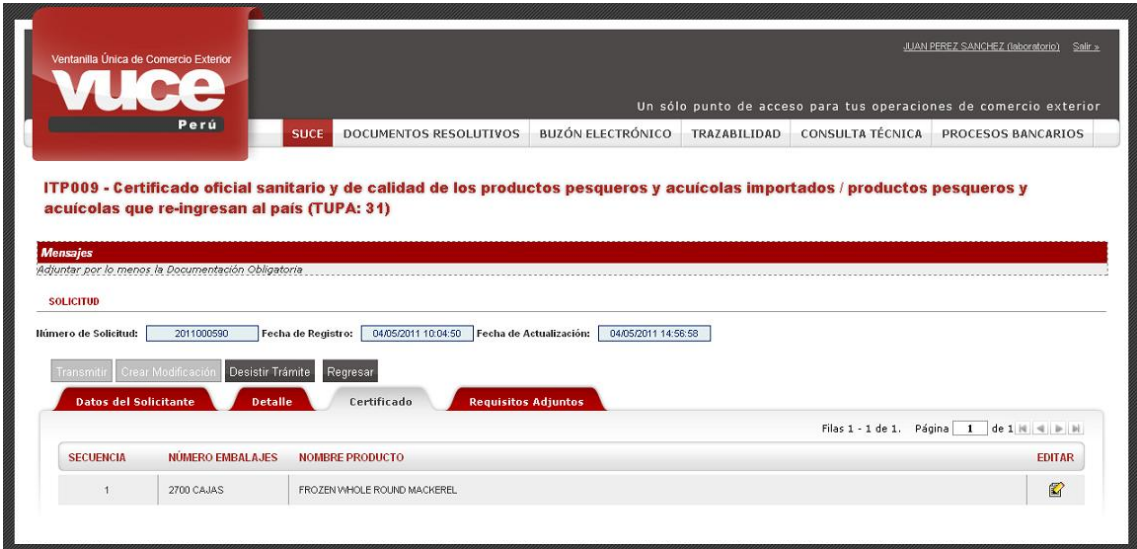 JUAN PEREZ SANCHEZ (laboratorio) Salir »
Ventanilla Única de Comercio Exterior
vuce
Perú
Un sólo punto de acceso para tus operaciones de comercio exterior
SUCE DOCUMENTOS RESOLUTIVOS BUZÓN ELECTRÓNICO TRAZABILIDAD CONSULTA TÉCNICA PROCESOS BANCARIOS
ITP009 - Certificado oficial sanitario y de calidad de los productos pesqueros y acuícolas importados / productos pesqueros y
acuícolas que re-ingresan al país (TUPA: 31)
Mensajes
Adjuntar por lo menos la Documentación Obligatoria
SOLICITUD
Número de Solicitud: 2011000590 Fecha de Registro: 04/05/2011 10:04:50 Fecha de Actualización: 04/05/2011 14:56:58
Transmitir Crear Modificación Desistir Trámite Regresar
Datos del Solicitante Detalle Certificado Requisitos Adjuntos
Filas 1 - 1 de 1. Página 1 de 1
SECUENCIA NÚMERO EMBALAJES NOMBRE PRODUCTO EDITAR
1 2700 CAJAS FROZEN WHOLE ROUND MACKEREL